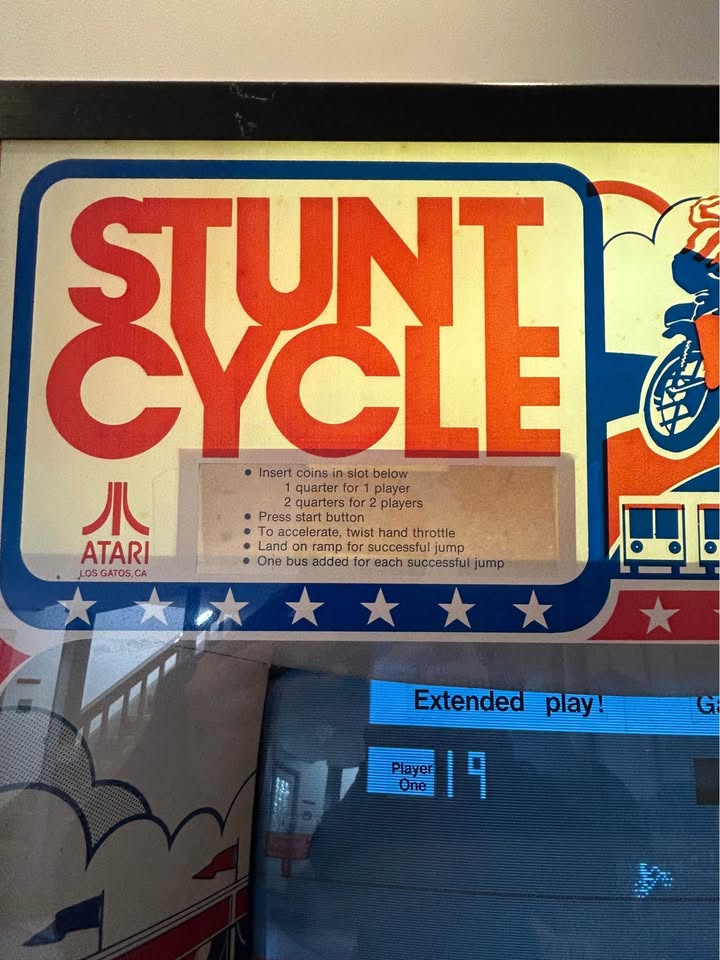 STUNT
CYCLE
● Insert coins in slot below
1 quarter for 1 player
2 quarters for 2 players
● Press start button
● To accelerate, twist hand throttle
● Land on ramp for successful jump
● One bus added for each successful jump
ATARI
LOS GATOS, CA
Extended play!
Player
One
19